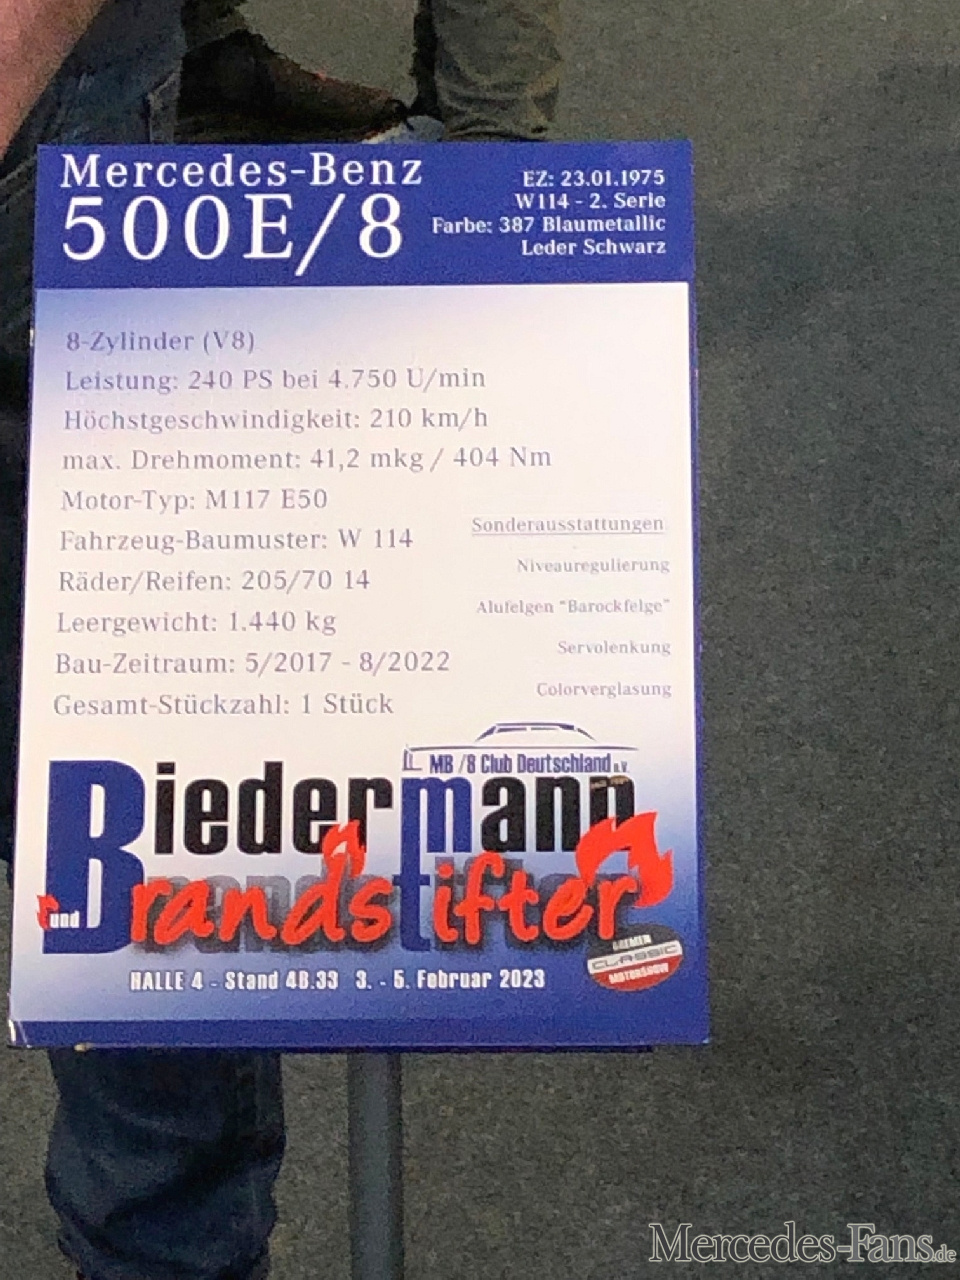 Mercedes-Benz
500E/8
EZ: 23.01.1975
W114 - 2. Serie
Farbe: 387 Blaumetallic
Leder Schwarz
8-Zylinder (V8)
Leistung: 240 PS bei 4.750 U/min
Höchstgeschwindigkeit: 210 km/h
max. Drehmoment: 41,2 mkg / 404 Nm
Motor-Typ: M117 E50
Fahrzeug-Baumuster: W 114
Räder/Reifen: 205/70 14
Leergewicht: 1.440 kg
Bau-Zeitraum: 5/2017 - 8/2022
Gesamt-Stückzahl: 1 Stück
Sonderausstattungen
Niveauregulierung
Alufelgen "Barockfelge"
Servolenkung
Colorverglasung
MB /8 Club Deutschland e.V.
Biedermann
und Brandstifter
BREMEN
CLASSIC
MOTORSHOW
HALLE 4 - Stand 4B.33 3. - 5. Februar 2023
Mercedes-Fans.de